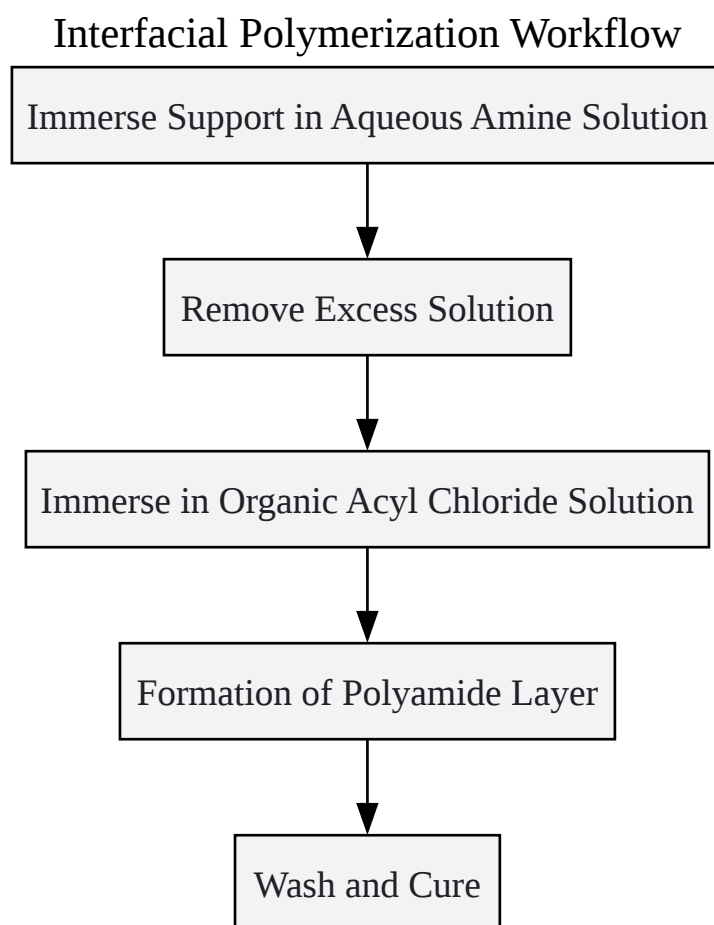 Interfacial Polymerization Workflow
Immerse Support in Aqueous Amine Solution
Remove Excess Solution
Immerse in Organic Acyl Chloride Solution
Formation of Polyamide Layer
Wash and Cure